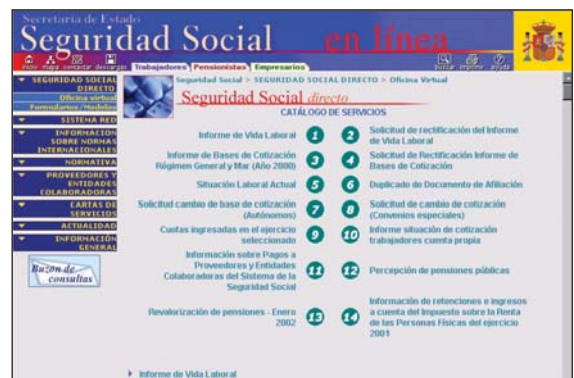 Secretaría de Estado
Seguridad Social en línea
inicio mapa contactar descargas
Trabajadores Pensionistas Empresarios
buscar imprimir ayuda
SEGURIDAD SOCIAL DIRECTO
Oficina virtual
Formularios/Modelos
SISTEMA RED
INFORMACIÓN
SOBRE NORMAS
INTERNACIONALES
NORMATIVA
PROVEEDORES Y
ENTIDADES
COLABORADORAS
CARTAS DE
SERVICIOS
ACTUALIDAD
INFORMACIÓN
GENERAL
Buzón de
consultas
Seguridad Social > SEGURIDAD SOCIAL DIRECTO > Oficina Virtual
Seguridad Social directo
CATÁLOGO DE SERVICIOS
Informe de Vida Laboral 1
2 Solicitud de rectificación del Informe
de Vida Laboral
Informe de Bases de Cotización
Régimen General y Mar (Año 2000) 3
4 Solicitud de Rectificación Informe de
Bases de Cotización
Situación Laboral Actual 5
6 Duplicado de Documento de Afiliación
Solicitud cambio de base de cotización
(Autónomos) 7
8 Solicitud de cambio de cotización
(Convenios especiales)
Cuotas ingresadas en el ejercicio
seleccionado 9
10 Informe situación de cotización
trabajadores cuenta propia
Información sobre Pagos a
Proveedores y Entidades
Colaboradoras del Sistema de la
Seguridad Social 11
12 Percepción de pensiones públicas
Revalorización de pensiones - Enero
2002 13
14 Información de retenciones e ingresos
a cuenta del Impuesto sobre la Renta
de las Personas Físicas del ejercicio
2001
Informe de Vida Laboral